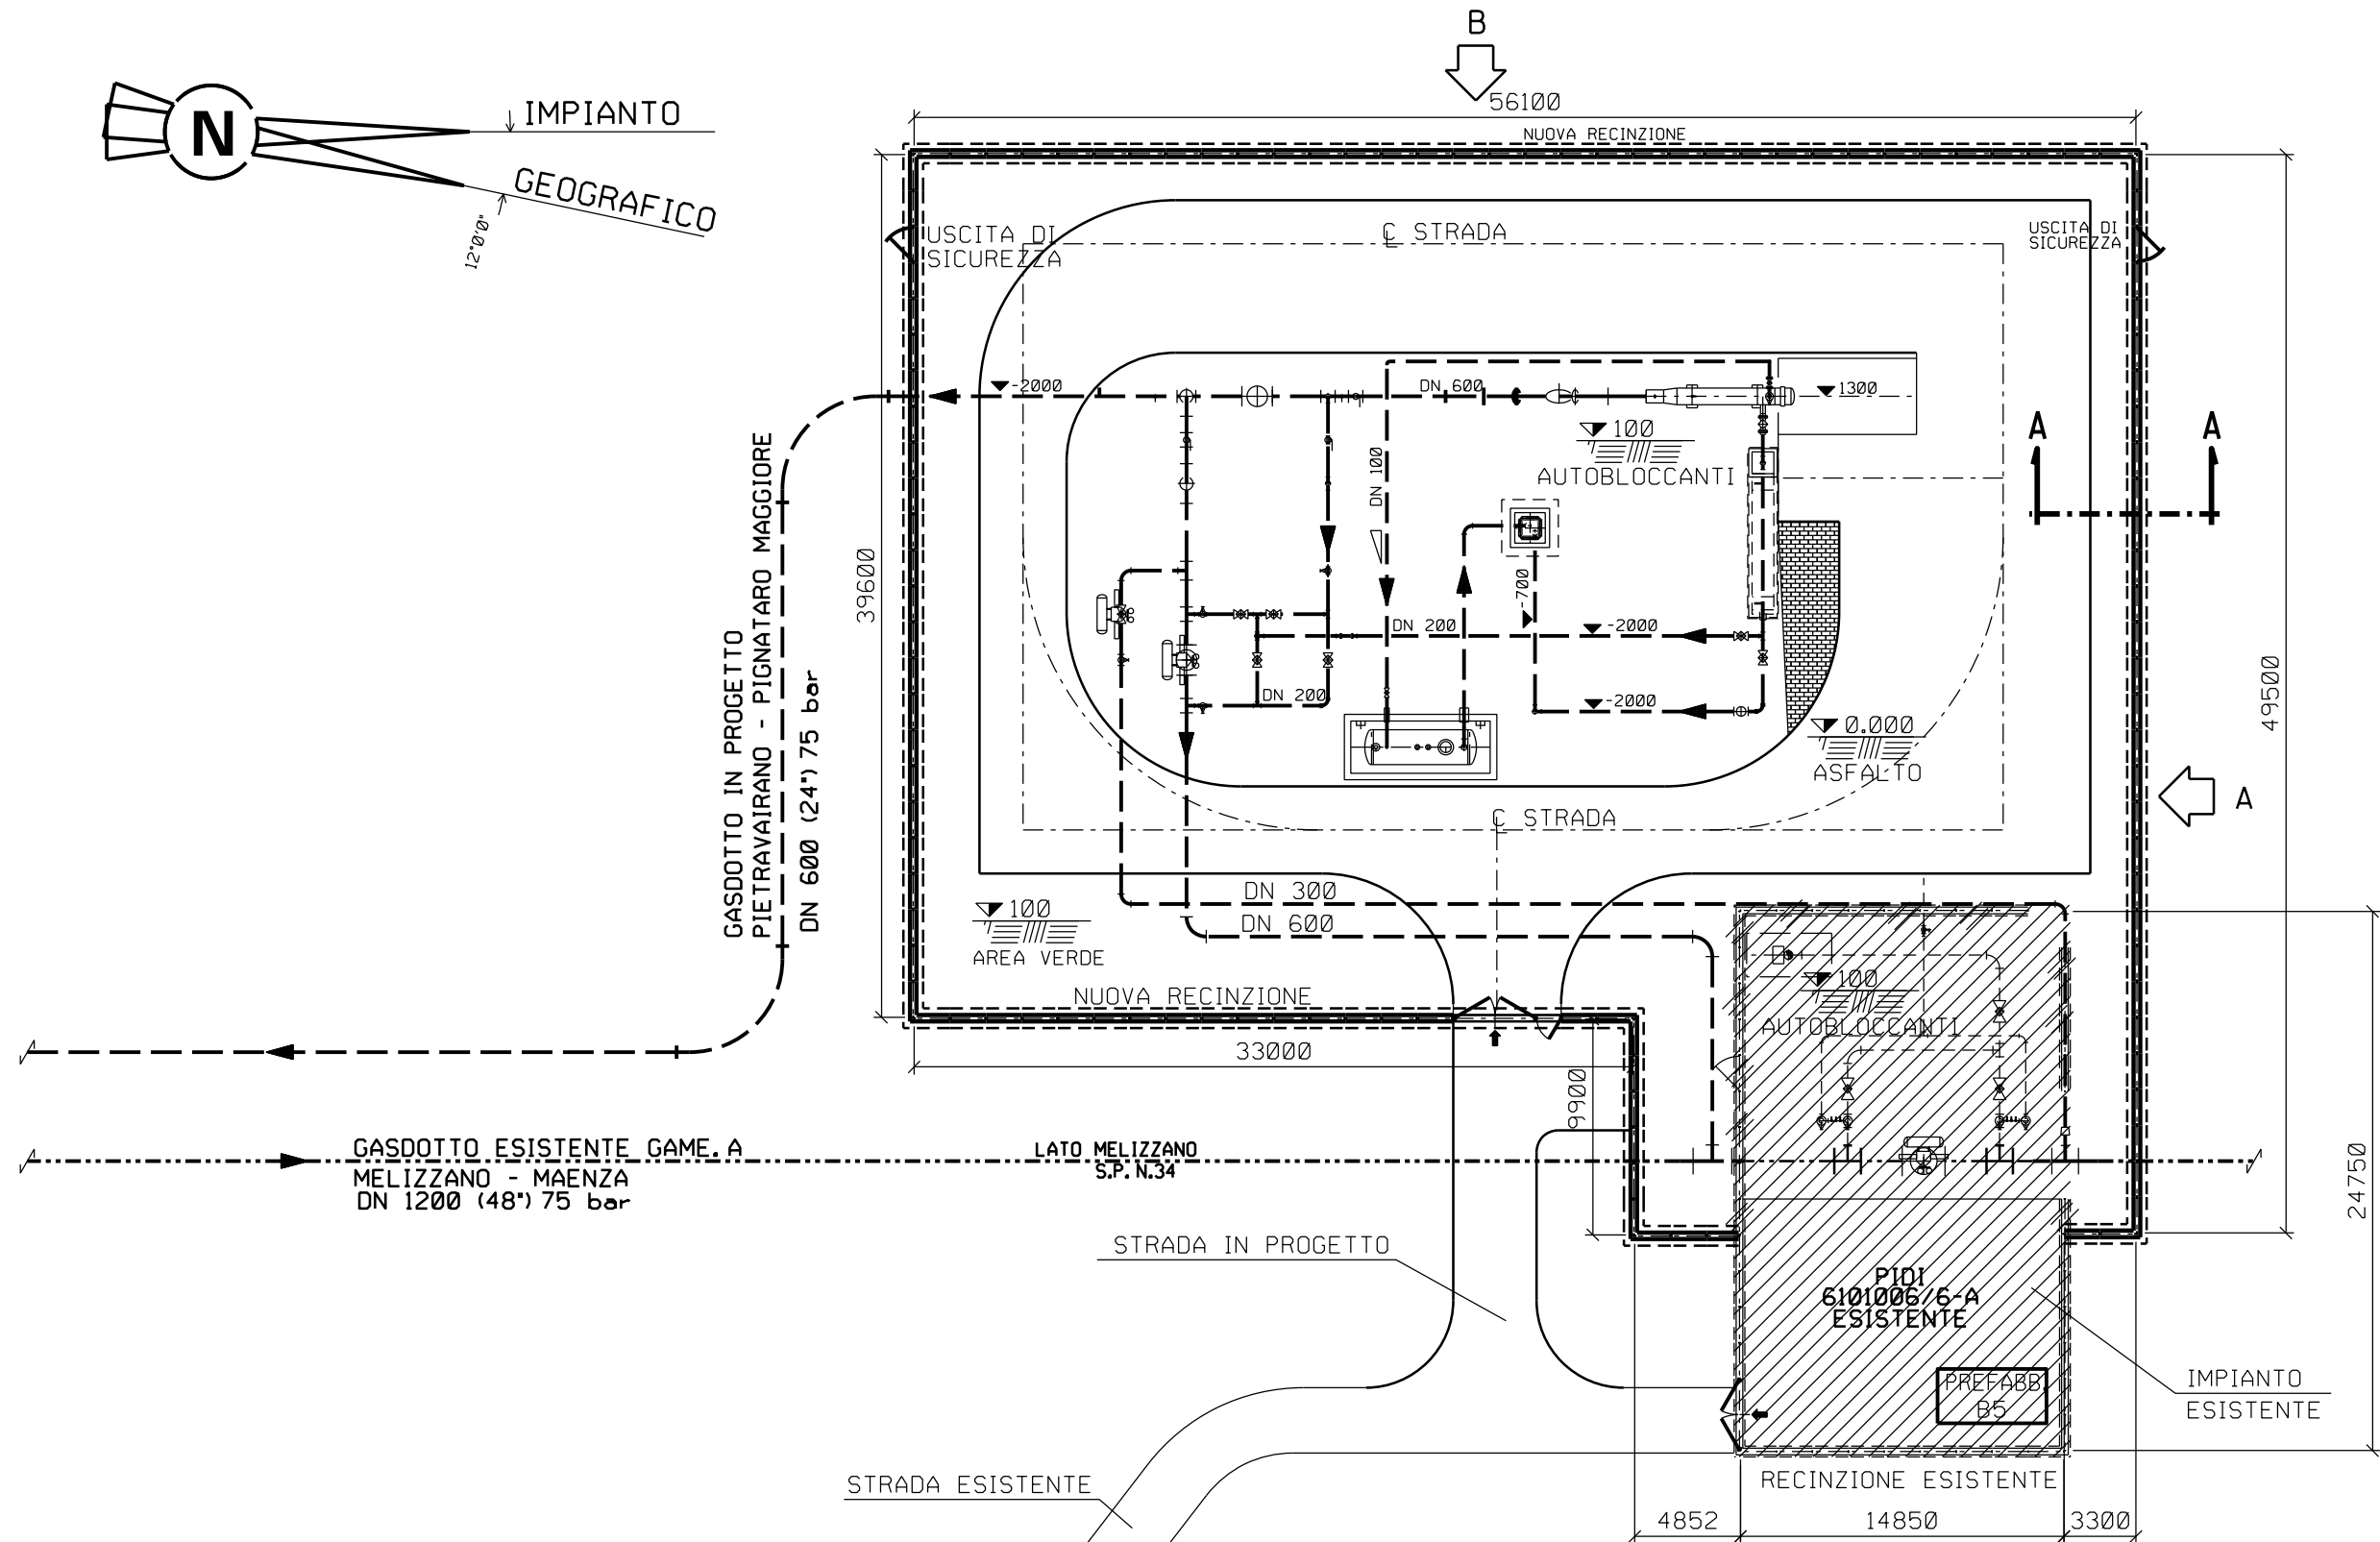 B
56100
NUOVA RECINZIONE
N
IMPIANTO
GEOGRAFICO
12°0'0"
USCITA DI
SICUREZZA
C STRADA
USCITA DI
SICUREZZA
-2000
DN 600
1300
100
AUTOBLOCCANTI
A
A
DN 100
39600
-700
DN 200
-2000
DN 200
-2000
0.000
ASFALTO
49500
GASDOTTO IN PROGETTO
PIETRAVAIRANO - PIGNATARO MAGGIORE
DN 600 (24") 75 bar
A
C STRADA
DN 300
DN 600
100
AREA VERDE
100
AUTOBLOCCANTI
NUOVA RECINZIONE
33000
9900
GASDOTTO ESISTENTE GAME.A
MELIZZANO - MAENZA
DN 1200 (48") 75 bar
LATO MELIZZANO
S.P. N.34
24750
STRADA IN PROGETTO
PIDI
6101006/6-A
ESISTENTE
PREFABB.
B5
IMPIANTO
ESISTENTE
STRADA ESISTENTE
RECINZIONE ESISTENTE
4852
14850
3300